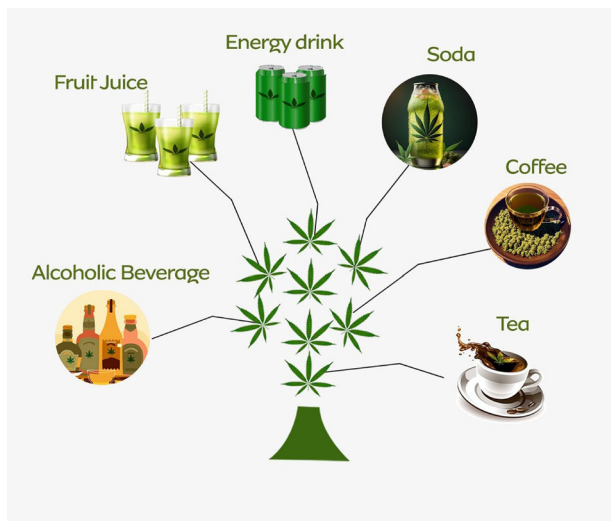 Energy drink
Soda
Fruit Juice
Coffee
Alcoholic Beverage
Tea